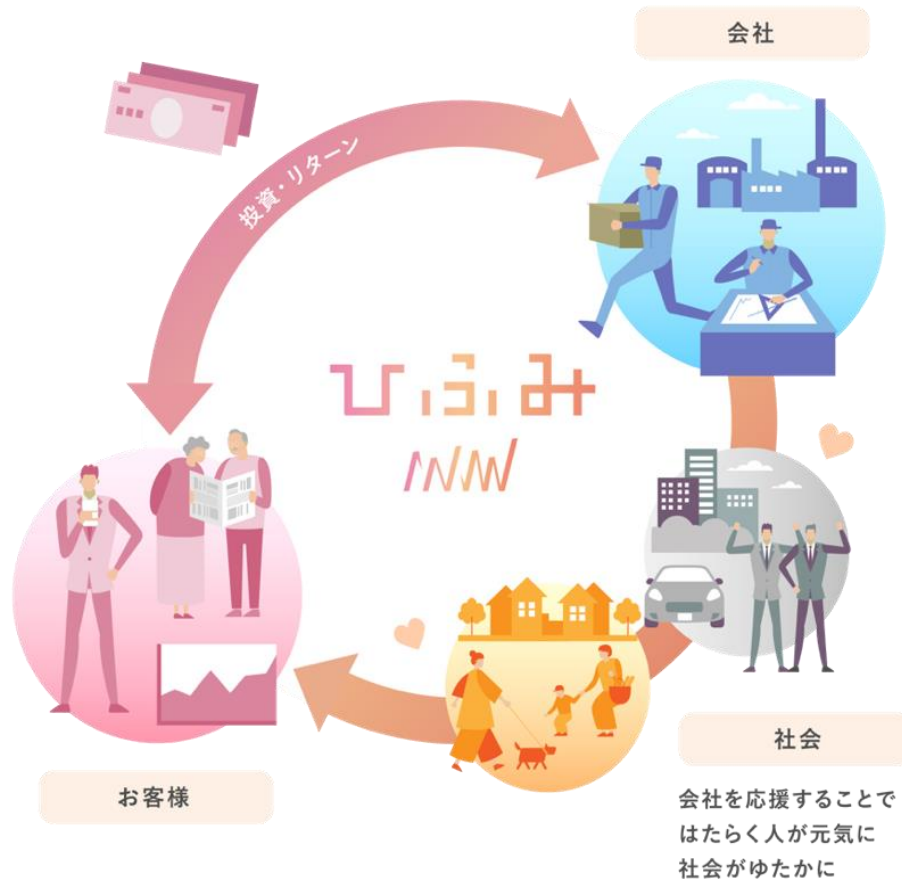 会社
投資・リターン
ひふみ
お客様
社会
会社を応援することで
はたらく人が元気に
社会がゆたかに